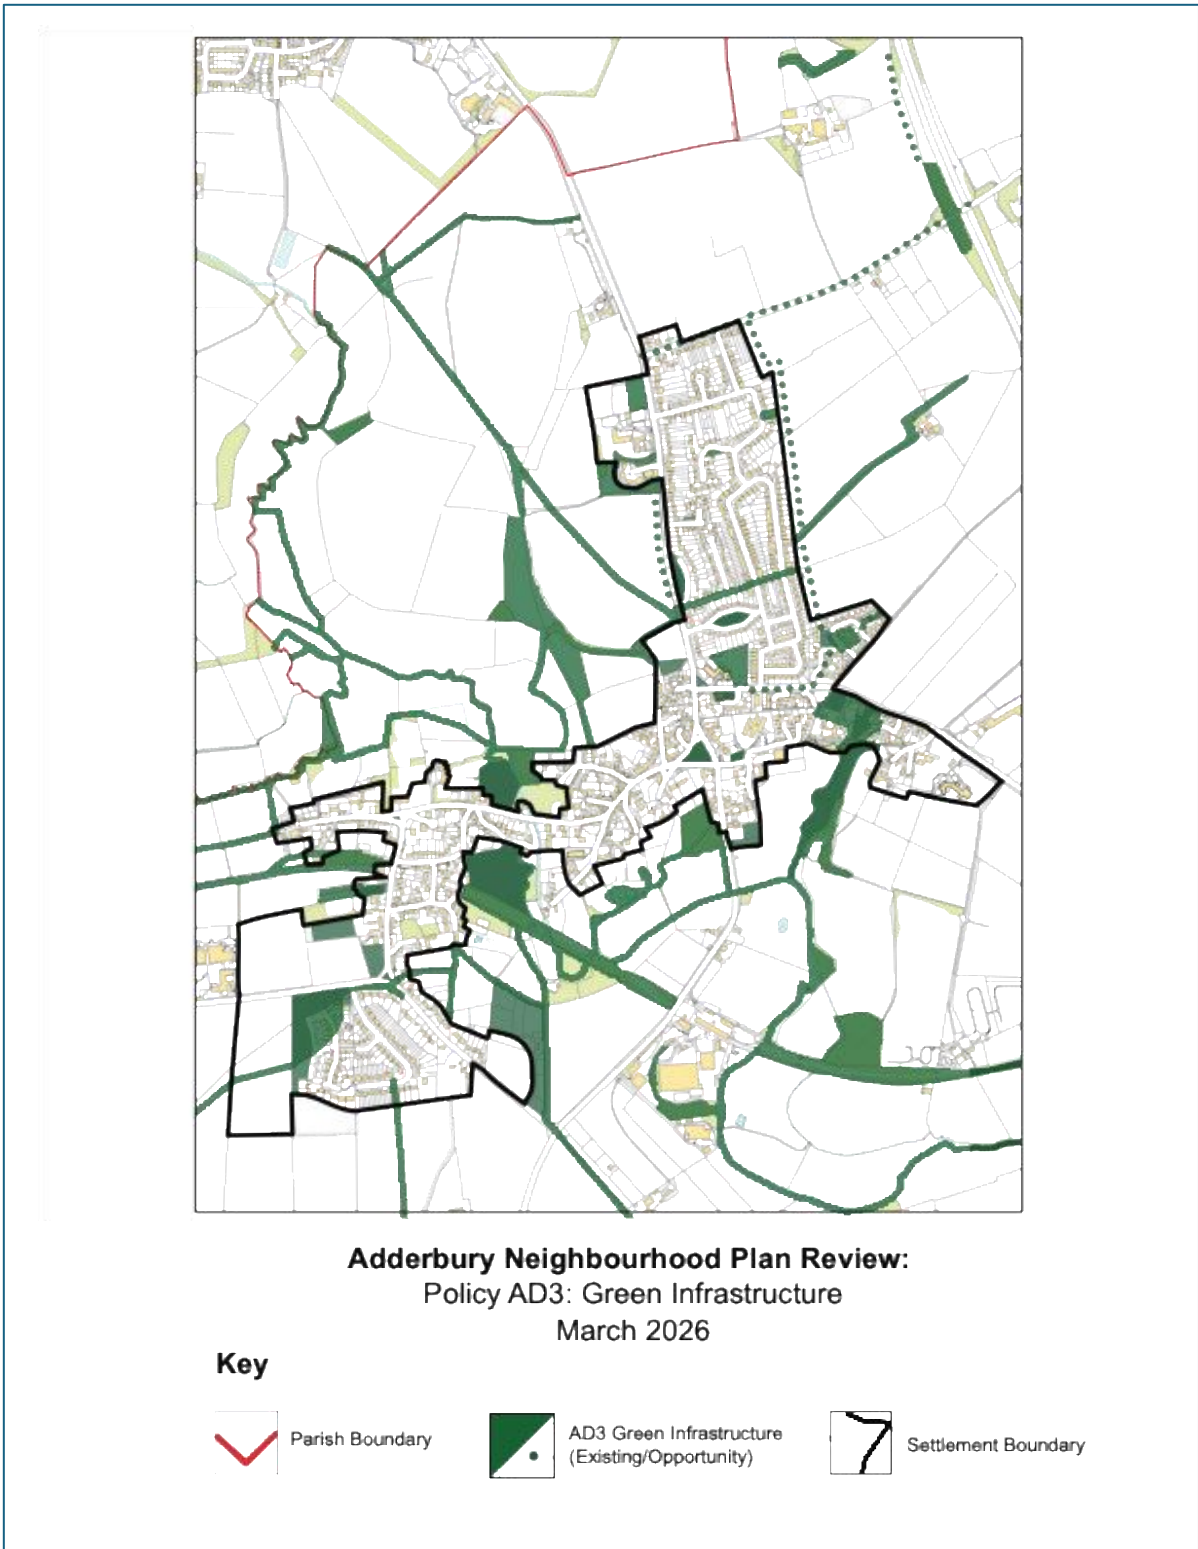 Adderbury Neighbourhood Plan Review:
Policy AD3: Green Infrastructure
March 2026
Key
Parish Boundary
AD3 Green Infrastructure
(Existing/Opportunity)
Settlement Boundary